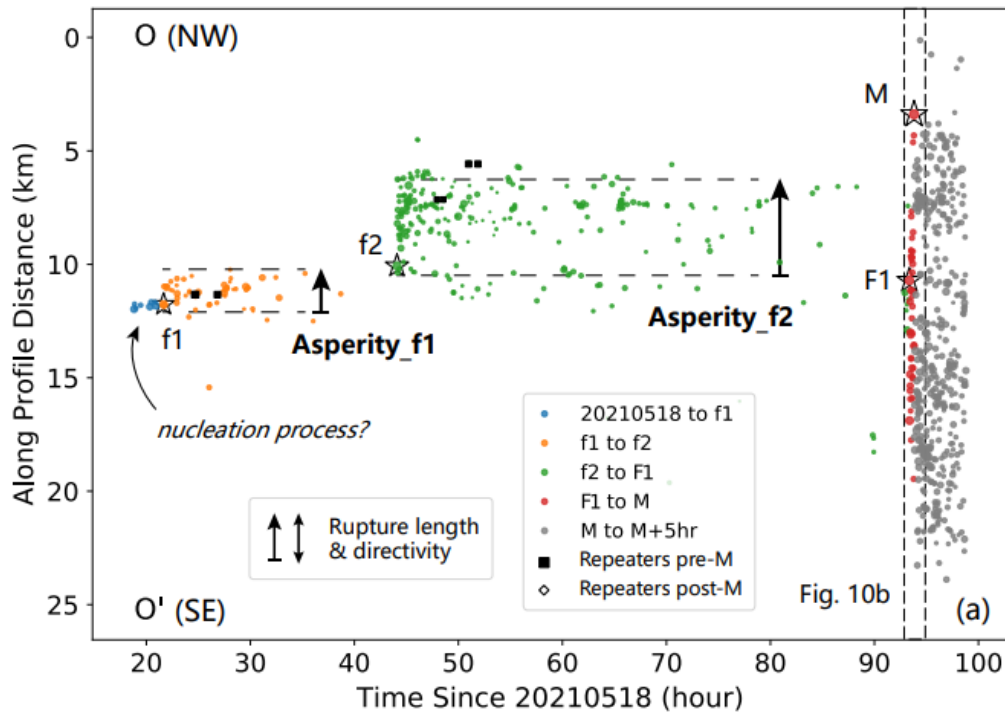 O (NW)
M
f2
F1
f1
Asperity_f1
Asperity_f2
nucleation process?
20210518 to f1
f1 to f2
f2 to F1
F1 to M
M to M+5hr
Repeaters pre-M
Repeaters post-M
Rupture length
& directivity
O' (SE)
Fig. 10b
(a)
0
5
10
15
20
25
Along Profile Distance (km)
20 30 40 50 60 70 80 90 100
Time Since 20210518 (hour)